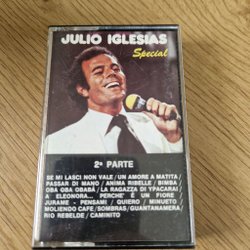 JULIO IGLESIAS
Special
2ª PARTE
SE MI LASCI NON VALE / UN AMORE A MATITA /
PASSAR DI MANO / ANIMA RIBELLE / BIMBA /
OBA OBA OBABÁ / LA RAGAZZA DI YPACARAI /
A ELEONORA... PERCHE' E UN FIORE /
JURAME - PENSAMI / QUIERO / MINUETO /
MOLIENDO CAFE / SOMBRAS / GUANTANAMERA /
RIO REBELDE / CAMINITO